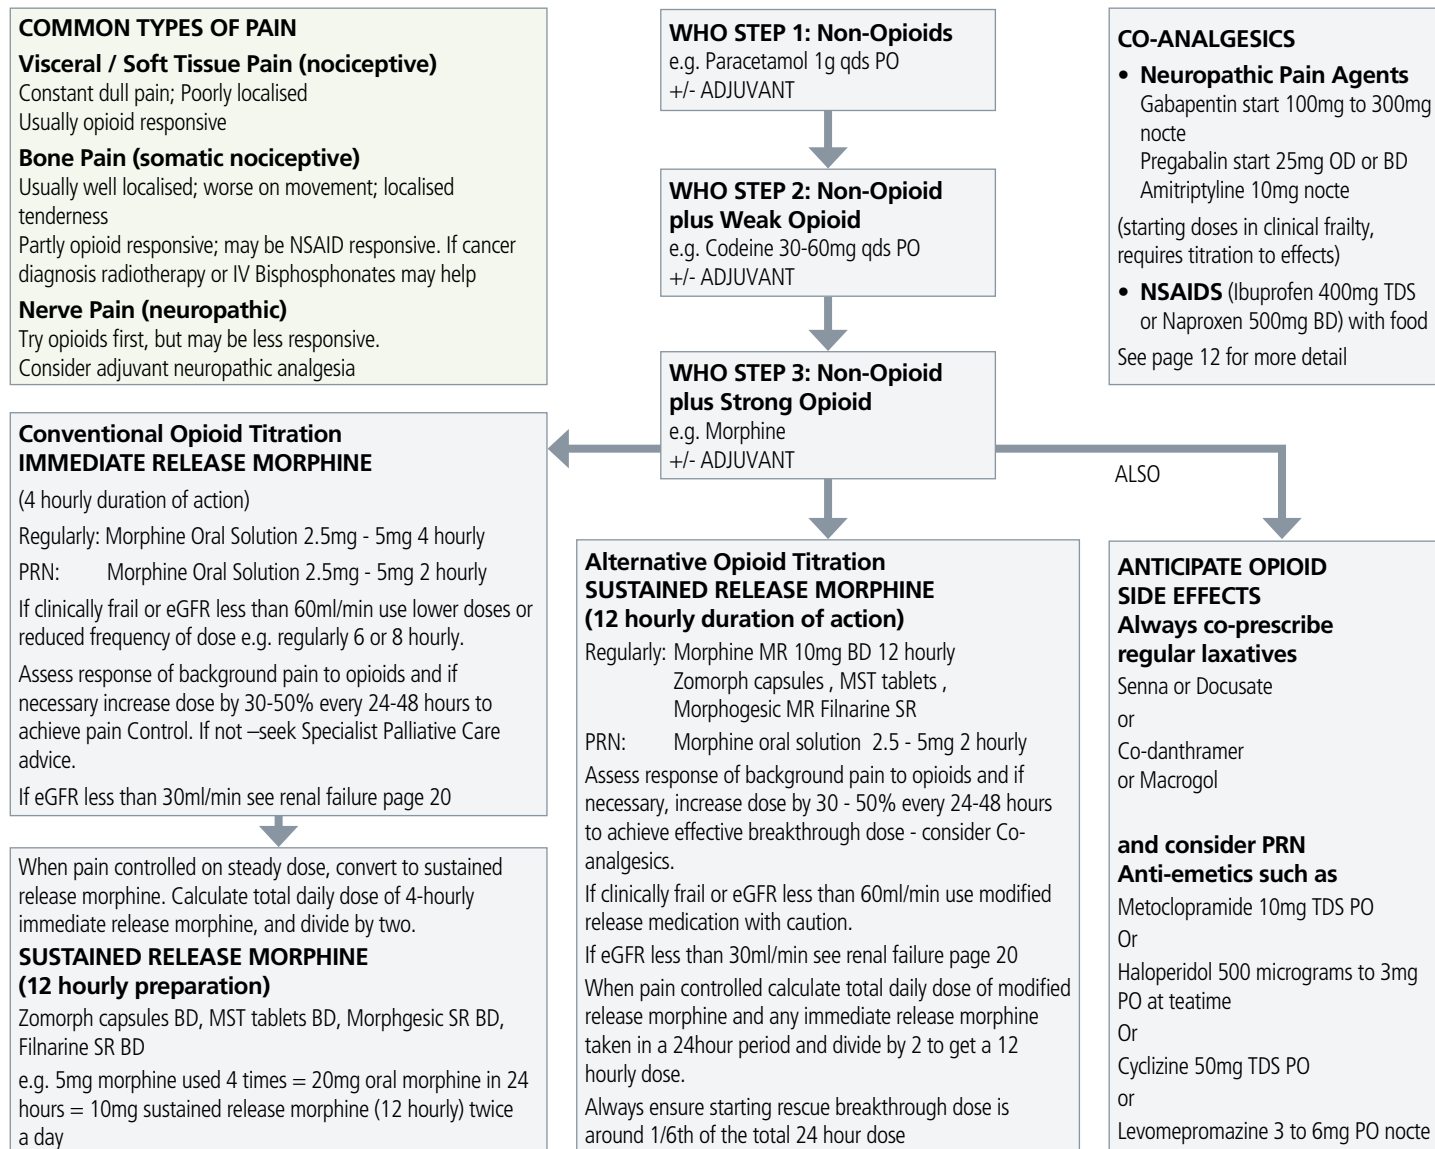 COMMON TYPES OF PAIN
Visceral / Soft Tissue Pain (nociceptive)
Constant dull pain; Poorly localised
Usually opioid responsive
Bone Pain (somatic nociceptive)
Usually well localised; worse on movement; localised
tenderness
Partly opioid responsive; may be NSAID responsive. If cancer
diagnosis radiotherapy or IV Bisphosphonates may help
Nerve Pain (neuropathic)
Try opioids first, but may be less responsive.
Consider adjuvant neuropathic analgesia
WHO STEP 1: Non-Opioids
e.g. Paracetamol 1g qds PO
+/- ADJUVANT
WHO STEP 2: Non-Opioid
plus Weak Opioid
e.g. Codeine 30-60mg qds PO
+/- ADJUVANT
WHO STEP 3: Non-Opioid
plus Strong Opioid
e.g. Morphine
+/- ADJUVANT
CO-ANALGESICS
• Neuropathic Pain Agents
Gabapentin start 100mg to 300mg
nocte
Pregabalin start 25mg OD or BD
Amitriptyline 10mg nocte
(starting doses in clinical frailty,
requires titration to effects)
• NSAIDS (Ibuprofen 400mg TDS
or Naproxen 500mg BD) with food
See page 12 for more detail
Conventional Opioid Titration
IMMEDIATE RELEASE MORPHINE
(4 hourly duration of action)
Regularly: Morphine Oral Solution 2.5mg - 5mg 4 hourly
PRN: Morphine Oral Solution 2.5mg - 5mg 2 hourly
If clinically frail or eGFR less than 60ml/min use lower doses or
reduced frequency of dose e.g. regularly 6 or 8 hourly.
Assess response of background pain to opioids and if
necessary increase dose by 30-50% every 24-48 hours to
achieve pain Control. If not –seek Specialist Palliative Care
advice.
If eGFR less than 30ml/min see renal failure page 20
When pain controlled on steady dose, convert to sustained
release morphine. Calculate total daily dose of 4-hourly
immediate release morphine, and divide by two.
SUSTAINED RELEASE MORPHINE
(12 hourly preparation)
Zomorph capsules BD, MST tablets BD, Morphgesic SR BD,
Filnarine SR BD
e.g. 5mg morphine used 4 times = 20mg oral morphine in 24
hours = 10mg sustained release morphine (12 hourly) twice
a day
Alternative Opioid Titration
SUSTAINED RELEASE MORPHINE
(12 hourly duration of action)
Regularly: Morphine MR 10mg BD 12 hourly
Zomorph capsules , MST tablets ,
Morphogesic MR Filnarine SR
PRN: Morphine oral solution 2.5 - 5mg 2 hourly
Assess response of background pain to opioids and if
necessary, increase dose by 30 - 50% every 24-48 hours
to achieve effective breakthrough dose - consider Co-
analgesics.
If clinically frail or eGFR less than 60ml/min use modified
release medication with caution.
If eGFR less than 30ml/min see renal failure page 20
When pain controlled calculate total daily dose of modified
release morphine and any immediate release morphine
taken in a 24hour period and divide by 2 to get a 12
hourly dose.
Always ensure starting rescue breakthrough dose is
around 1/6th of the total 24 hour dose
ALSO
ANTICIPATE OPIOID
SIDE EFFECTS
Always co-prescribe
regular laxatives
Senna or Docusate
or
Co-danthramer
or Macrogol
and consider PRN
Anti-emetics such as
Metoclopramide 10mg TDS PO
Or
Haloperidol 500 micrograms to 3mg
PO at teatime
Or
Cyclizine 50mg TDS PO
or
Levomepromazine 3 to 6mg PO nocte